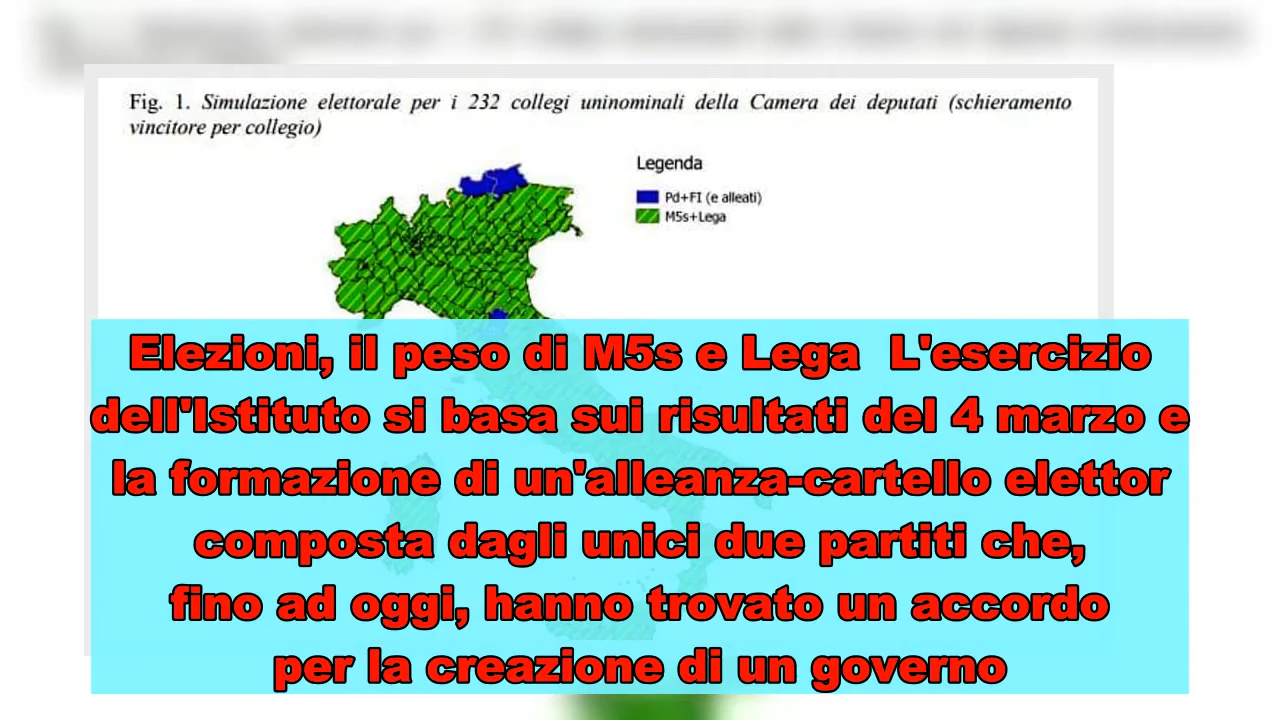 Fig. 1. Simulazione elettorale per i 232 collegi uninominali della Camera dei deputati (schieramento
vincitore per collegio)
Legenda
Pd+FI (e alleati)
M5s+Lega
Elezioni, il peso di M5s e Lega L'esercizio
dell'Istituto si basa sui risultati del 4 marzo e
la formazione di un'alleanza-cartello elettor
composta dagli unici due partiti che,
fino ad oggi, hanno trovato un accordo
per la creazione di un governo